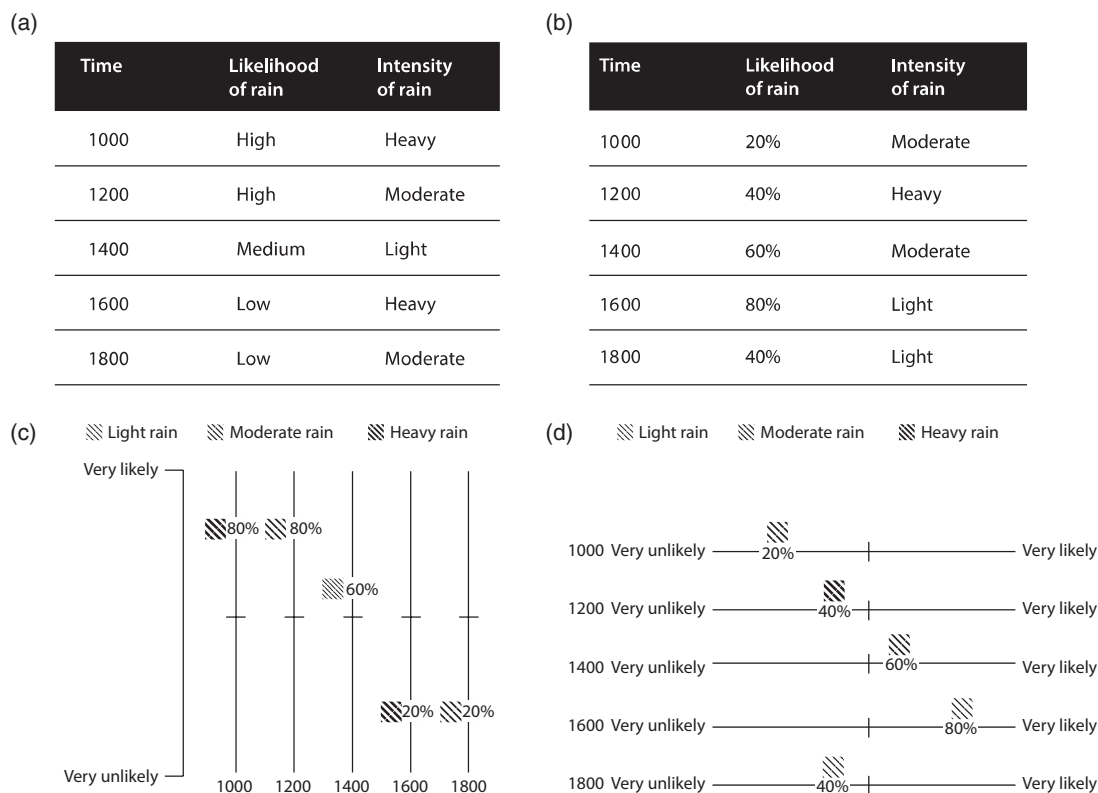 (a)
Time Likelihood of rain Intensity of rain
1000 High Heavy
1200 High Moderate
1400 Medium Light
1600 Low Heavy
1800 Low Moderate
(b)
Time Likelihood of rain Intensity of rain
1000 20% Moderate
1200 40% Heavy
1400 60% Moderate
1600 80% Light
1800 40% Light
(c)
Light rain Moderate rain Heavy rain
Very likely
80% 80%
60%
20% 20%
Very unlikely
1000 1200 1400 1600 1800
(d)
Light rain Moderate rain Heavy rain
1000 Very unlikely 20% Very likely
1200 Very unlikely 40% Very likely
1400 Very unlikely 60% Very likely
1600 Very unlikely 80% Very likely
1800 Very unlikely 40% Very likely